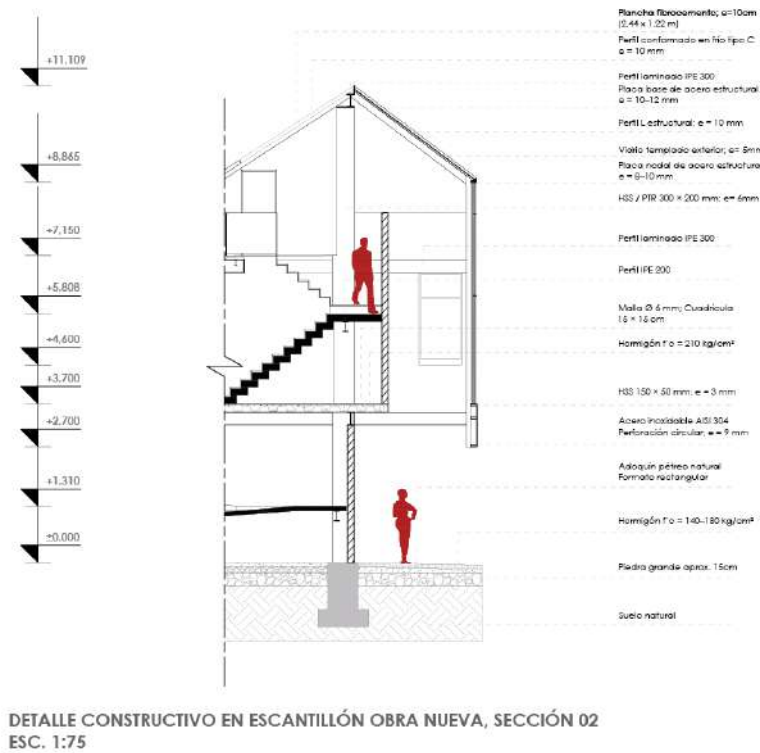 Plancha fibrocemento; e=10cm
(2.44 x 1.22 m)
Perfil conformado en frío tipo C
e = 10 mm
+11.109
Perfil laminado IPE 300
Placa base de acero estructural
e = 10–12 mm
Perfil L estructural: e = 10 mm
Vidrio templado exterior; e= 5mm
+8.865
Placa nodal de acero estructura
e = 8–10 mm
HSS / PTR 300 × 200 mm: e= 6mm
+7,150
Perfil laminado IPE 300
Perfil IPE 200
+5,808
Malla Ø 6 mm; Cuadrícula
15 × 15 cm
+4,600
Hormigón f'c = 210 kg/cm²
+3,700
HSS 150 × 50 mm: e = 3 mm
+2.700
Acero inoxidable AISI 304
Perforación circular, e = 9 mm
+1.310
Adoquín pétreo natural
Formato rectangular
±0.000
Hormigón f'c = 140–180 kg/cm²
Piedra grande aprox. 15cm
Suelo natural
DETALLE CONSTRUCTIVO EN ESCANTILLÓN OBRA NUEVA, SECCIÓN 02
ESC. 1:75